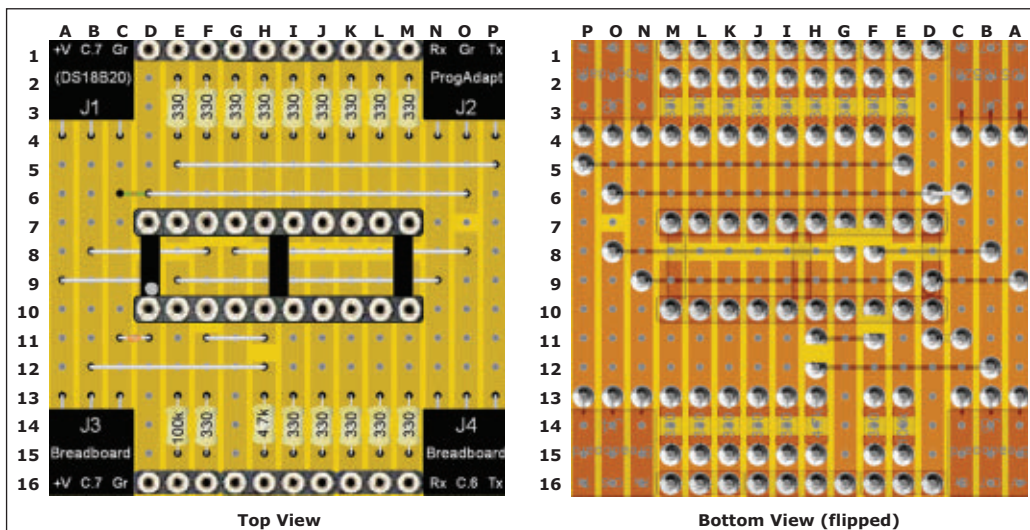 A B C D E F G H I J K L M N O P
P O N M L K J I H G F E D C B A
1
2
3
4
5
6
7
8
9
10
11
12
13
14
15
16
+V C.7 Gr
(DS18B20)
J1
Rx Gr Tx
ProgAdapt
J2
330 330 330 330 330 330 330 330 330
J3
Breadboard
+V C.7 Gr
100k 330 4.7k 330 330 330 330 330
J4
Breadboard
Rx C.6 Tx
1
2
3
4
5
6
7
8
9
10
11
12
13
14
15
16
Top View
Bottom View (flipped)